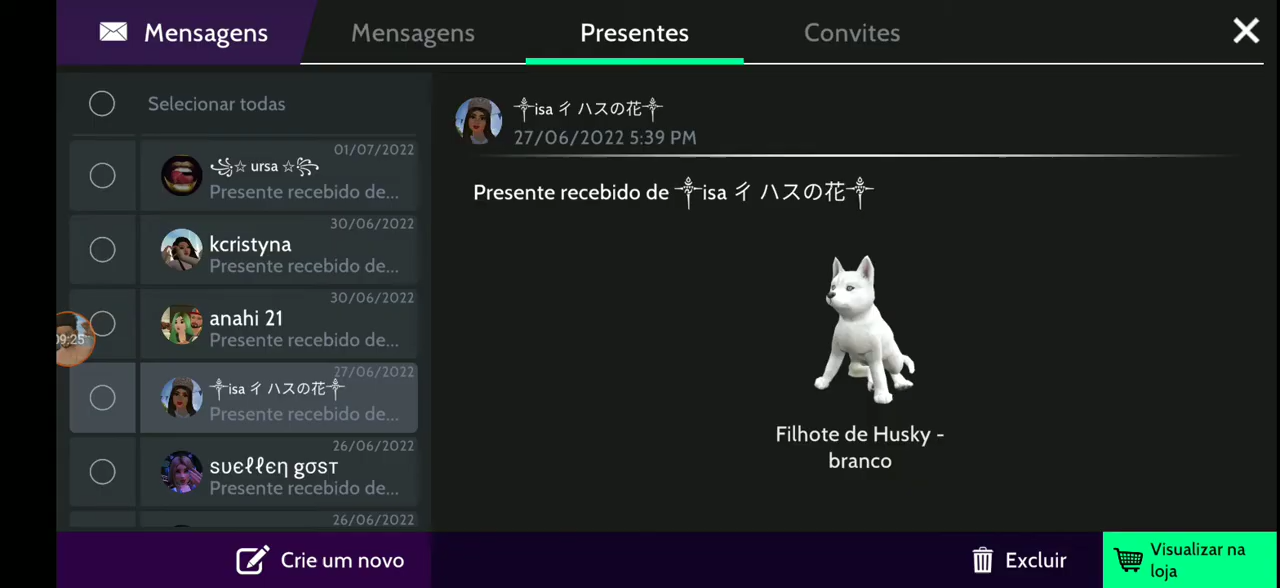 Mensagens
Mensagens
Presentes
Convites
Selecionar todas
01/07/2022
꧁☆ ursa ☆꧂
Presente recebido de...
30/06/2022
kcristyna
Presente recebido de...
30/06/2022
anahi 21
Presente recebido de...
09:25
27/06/2022
༒isa イ ハスの花༒
Presente recebido de...
26/06/2022
ѕυєℓℓєη gσѕт
Presente recebido de...
26/06/2022
༒isa イ ハスの花༒
27/06/2022 5:39 PM
Presente recebido de ༒isa イ ハスの花༒
Filhote de Husky -
branco
Crie um novo
Excluir
Visualizar na
loja